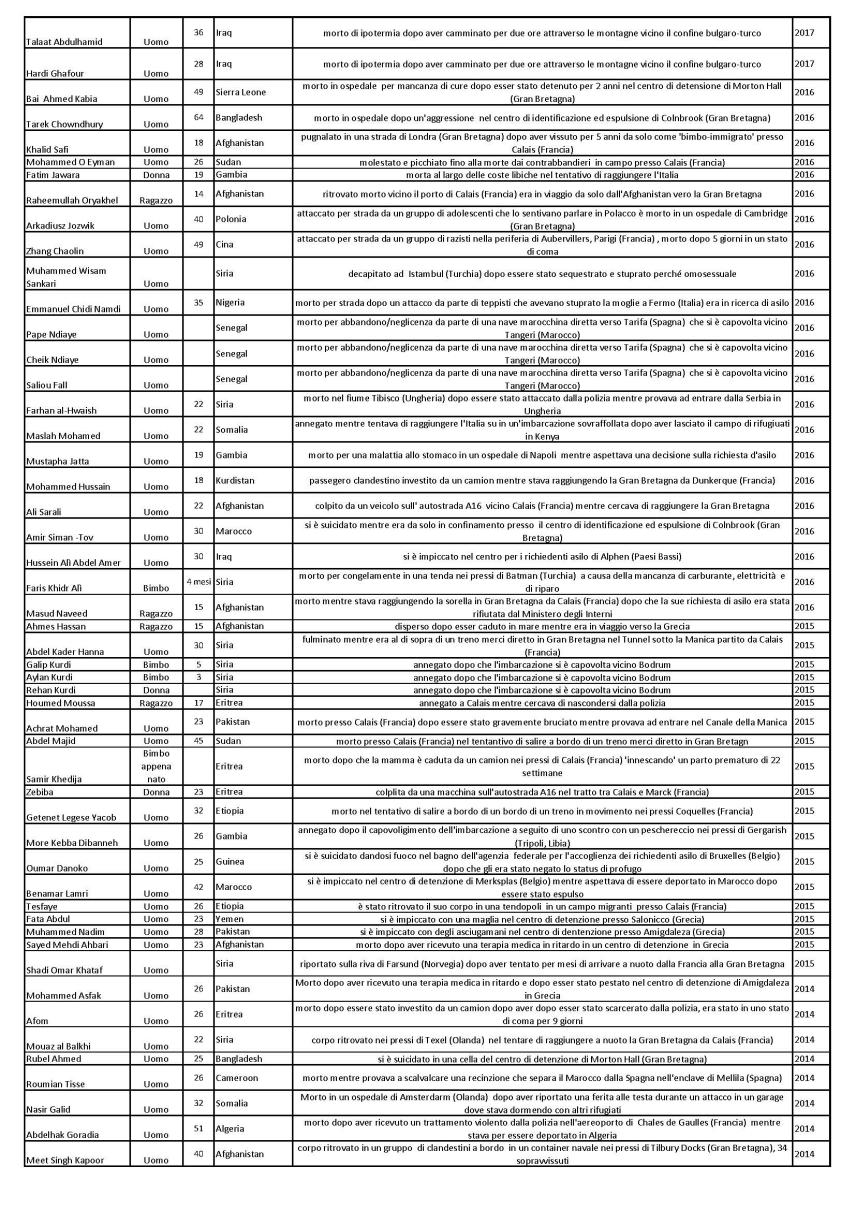 Talaat Abdulhamid Uomo 36 Iraq morto di ipotermia dopo aver camminato per due ore attraverso le montagne vicino il confine bulgaro-turco 2017
Hardi Ghafour Uomo 28 Iraq morto di ipotermia dopo aver camminato per due ore attraverso le montagne vicino il confine bulgaro-turco 2017
Bai Ahmed Kabia Uomo 49 Sierra Leone morto in ospedale per mancanza di cure dopo esser stato detenuto per 2 anni nel centro di detensione di Morton Hall
(Gran Bretagna) 2016
Tarek Chowndhury Uomo 64 Bangladesh morto in ospedale dopo un'aggressione nel centro di identificazione ed espulsione di Colnbrook (Gran Bretagna) 2016
Khalid Safi Uomo 18 Afghanistan pugnalato in una strada di Londra (Gran Bretagna) dopo aver vissuto per 5 anni da solo come 'bimbo-immigrato' presso
Calais (Francia) 2016
Mohammed O Eyman Uomo 26 Sudan molestato e picchiato fino alla morte dai contrabbandieri in campo presso Calais (Francia) 2016
Fatim Jawara Donna 19 Gambia morta al largo delle coste libiche nel tentativo di raggiungere l'Italia 2016
Raheemullah Oryakhel Ragazzo 14 Afghanistan ritrovato morto vicino il porto di Calais (Francia) era in viaggio da solo dall'Afghanistan vero la Gran Bretagna 2016
Arkadiusz Jozwik Uomo 40 Polonia attaccato per strada da un gruppo di adolescenti che lo sentivano parlare in Polacco è morto in un ospedale di Cambridge
(Gran Bretagna) 2016
Zhang Chaolin Uomo 49 Cina attaccato per strada da un gruppo di razisti nella periferia di Aubervillers, Parigi (Francia) , morto dopo 5 giorni in un stato
di coma 2016
Muhammed Wisam
Sankari Uomo Siria decapitato ad Istambul (Turchia) dopo essere stato sequestrato e stuprato perché omosessuale 2016
Emmanuel Chidi Namdi Uomo 35 Nigeria morto per strada dopo un attacco da parte di teppisti che avevano stuprato la moglie a Fermo (Italia) era in ricerca di asilo 2016
Pape Ndiaye Uomo Senegal morto per abbandono/neglicenza da parte di una nave marocchina diretta verso Tarifa (Spagna) che si è capovolta vicino
Tangeri (Marocco) 2016
Cheik Ndiaye Uomo Senegal morto per abbandono/neglicenza da parte di una nave marocchina diretta verso Tarifa (Spagna) che si è capovolta vicino
Tangeri (Marocco) 2016
Saliou Fall Uomo Senegal morto per abbandono/neglicenza da parte di una nave marocchina diretta verso Tarifa (Spagna) che si è capovolta vicino
Tangeri (Marocco) 2016
Farhan al-Hwaish Uomo 22 Siria morto nel fiume Tibisco (Ungheria) dopo essere stato attaccato dalla polizia mentre provava ad entrare dalla Serbia in
Ungheria 2016
Maslah Mohamed Uomo 22 Somalia annegato mentre tentava di raggiungere l'Italia su in un'imbarcazione sovraffollata dopo aver lasciato il campo di rifugiati
in Kenya 2016
Mustapha Jatta Uomo 19 Gambia morto per una malattia allo stomaco in un ospedale di Napoli mentre aspettava una decisione sulla richiesta d'asilo 2016
Mohammed Hussain Uomo 18 Kurdistan passegero clandestino investito da un camion mentre stava raggiungendo la Gran Bretagna da Dunkerque (Francia) 2016
Ali Sarali Uomo 22 Afghanistan colpito da un veicolo sull' autostrada A16 vicino Calais (Francia) mentre cercava di raggiungere la Gran Bretagna 2016
Amir Siman -Tov Uomo 30 Marocco si è suicidato mentre era da solo in confinamento presso il centro di identificazione ed espulsione di Colnbrook (Gran
Bretagna) 2016
Hussein Alì Abdel Amer Uomo 30 Iraq si è impiccato nel centro per i richiedenti asilo di Alphen (Paesi Bassi) 2016
Faris Khidr Alì Bimbo 4 mesi Siria morto per congelamente in una tenda nei pressi di Batman (Turchia) a causa della mancanza di carburante, elettricità e
di riparo 2016
Masud Naveed Ragazzo 15 Afghanistan morto mentre stava raggiungendo la sorella in Gran Bretagna da Calais (Francia) dopo che la sue richiesta di asilo era stata
rifiutata dal Ministero degli Interni 2016
Ahmes Hassan Ragazzo 15 Afghanistan disperso dopo esser caduto in mare mentre era in viaggio verso la Grecia 2015
Abdel Kader Hanna Uomo 30 Siria fulminato mentre era al di sopra di un treno merci diretto in Gran Bretagna nel Tunnel sotto la Manica partito da Calais
(Francia) 2015
Galip Kurdi Bimbo 5 Siria annegato dopo che l'imbarcazione si è capovolta vicino Bodrum 2015
Aylan Kurdi Bimbo 3 Siria annegato dopo che l'imbarcazione si è capovolta vicino Bodrum 2015
Rehan Kurdi Donna Siria annegato dopo che l'imbarcazione si è capovolta vicino Bodrum 2015
Houmed Moussa Ragazzo 17 Eritrea annegato a Calais mentre cercava di nascondersi dalla polizia 2015
Achrat Mohamed Uomo 23 Pakistan morto presso Calais (Francia) dopo essere stato gravemente bruciato mentre provava ad entrare nel Canale della Manica 2015
Abdel Majid Uomo 45 Sudan morto presso Calais (Francia) nel tentantivo di salire a bordo di un treno merci diretto in Gran Bretagn 2015
Samir Khedija Bimbo
appena
nato Eritrea morto dopo che la mamma è caduta da un camion nei pressi di Calais (Francia) 'innescando' un parto prematuro di 22
settimane 2015
Zebiba Donna 23 Eritrea colplita da una macchina sull'autostrada A16 nel tratto tra Calais e Marck (Francia) 2015
Getenet Legese Yacob Uomo 32 Etiopia morto nel tentativo di salire a bordo di un bordo di un treno in movimento nei pressi Coquelles (Francia) 2015
More Kebba Dibanneh Uomo 26 Gambia annegato dopo il capovoligimento dell'imbarcazione a seguito di uno scontro con un peschereccio nei pressi di Gergarish
(Tripoli, Libia) 2015
Oumar Danoko Uomo 25 Guinea si è suicidato dandosi fuoco nel bagno dell'agenzia federale per l'accoglienza dei richiedenti asilo di Bruxelles (Belgio)
dopo che gli era stato negato lo status di profugo 2015
Benamar Lamri Uomo 42 Marocco si è impiccato nel centro di detenzione di Merksplas (Belgio) mentre aspettava di essere deportato in Marocco dopo
essere stato espulso 2015
Tesfaye Uomo 26 Etiopia è stato ritrovato il suo corpo in una tendopoli in un campo migranti presso Calais (Francia) 2015
Fata Abdul Uomo 23 Yemen si è impiccato con una maglia nel centro di detenzione presso Salonicco (Grecia) 2015
Muhammed Nadim Uomo 28 Pakistan si è impiccato con degli asciugamani nel centro di dentenzione presso Amigdaleza (Grecia) 2015
Sayed Mehdi Ahbari Uomo 23 Afghanistan morto dopo aver ricevuto una terapia medica in ritardo in un centro di detenzione in Grecia 2015
Shadi Omar Khataf Uomo Siria riportato sulla riva di Farsund (Norvegia) dopo aver tentato per mesi di arrivare a nuoto dalla Francia alla Gran Bretagna 2015
Mohammed Asfak Uomo 26 Pakistan Morto dopo aver ricevuto una terapia medica in ritardo e dopo esser stato pestato nel centro di detenzione di Amigdaleza
in Grecia 2014
Afom Uomo 26 Eritrea morto dopo essere stato investito da un camion dopo aver dopo esser stato scarcerato dalla polizia, era stato in uno stato
di coma per 9 giorni 2014
Mouaz al Balkhi Uomo 22 Siria corpo ritrovato nei pressi di Texel (Olanda) nel tentare di raggiungere a nuoto la Gran Bretagna da Calais (Francia) 2014
Rubel Ahmed Uomo 25 Bangladesh si è suicidato in una cella del centro di detenzione di Morton Hall (Gran Bretagna) 2014
Roumian Tisse Uomo 26 Cameroon morto mentre provava a scalvalcare una recinzione che separa il Marocco dalla Spagna nell'enclave di Mellila (Spagna) 2014
Nasir Galid Uomo 32 Somalia Morto in un ospedale di Amsterdarm (Olanda) dopo aver riportato una ferita alle testa durante un attacco in un garage
dove stava dormendo con altri rifugiati 2014
Abdelhak Goradia Uomo 51 Algeria morto dopo aver ricevuto un trattamento violento dalla polizia nell'aereoporto di Chales de Gaulles (Francia) mentre
stava per essere deportato in Algeria 2014
Meet Singh Kapoor Uomo 40 Afghanistan corpo ritrovato in un gruppo di clandestini a bordo in un container navale nei pressi di Tilbury Docks (Gran Bretagna), 34
sopravvissuti 2014